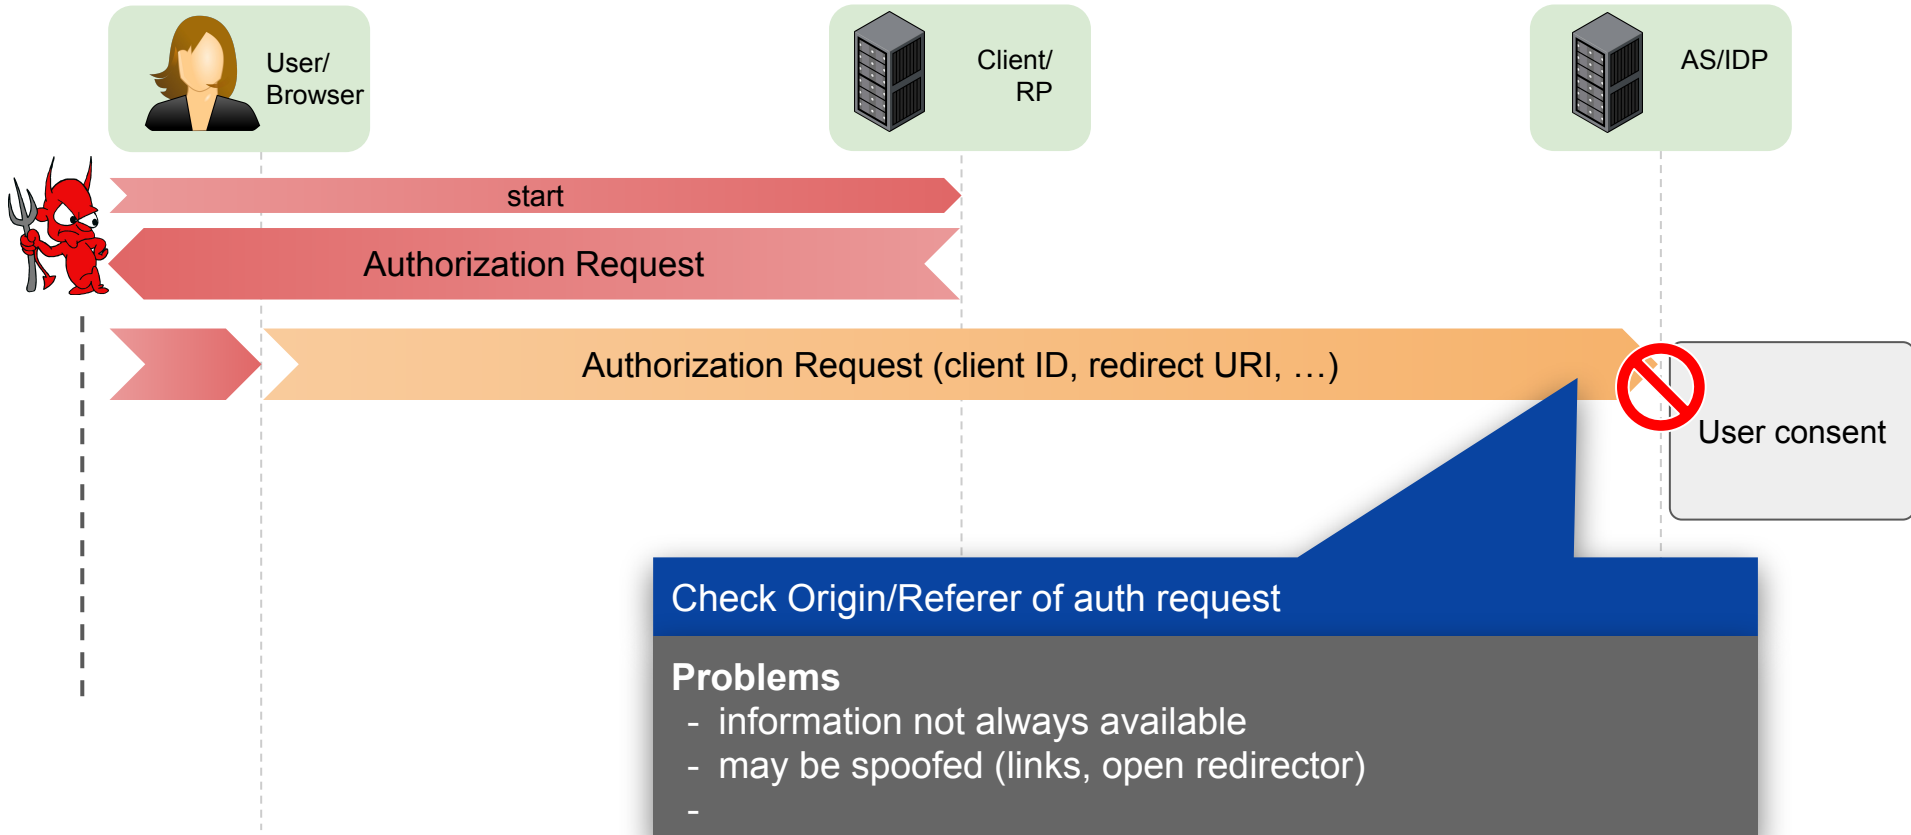 User/
Browser
Client/
RP
AS/IDP
start
Authorization Request
Authorization Request (client ID, redirect URI, …)
User consent
Check Origin/Referer of auth request
Problems
- information not always available
- may be spoofed (links, open redirector)
-